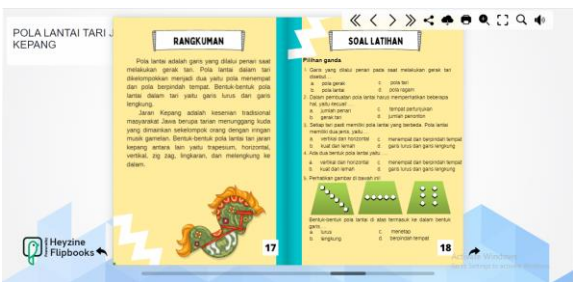 POLA LANTAI TARI J
KEPANG
RANGKUMAN
Pola lantai adalah garis yang dilalui penari saat
melakukan gerak tari. Pola lantai dalam tari
dikelompokkan menjadi dua yaitu pola menempat
dan pola berpindah tempat. Bentuk-bentuk pola
lantai dalam tari yaitu garis lurus dan garis
lengkung.
Jaran Kepang adalah kesenian tradisional
masyarakat Jawa berupa tarian menunggang kuda
yang dimainkan sekelompok orang dengan iringan
musik gamelan. Bentuk-bentuk pola lantai tari jaran
kepang antara lain yaitu trapesium, horizontal,
vertikal, zig zag, lingkaran, dan melengkung ke
dalam.
17
SOAL LATIHAN
Pilihan ganda
1. Garis yang dilalui penari pada saat melakukan gerak tari
disebut...
a. pola gerak
c. pola tari
b. pola lantai
d. pola ragam
2. Dalam pembuatan pola lantai harus memperhatikan beberapa
hal, yaitu kecuali...
a. jumlah penari
c. tempat pertunjukan
b. gerak tari
d. jumlah penonton
3. Setiap tari pasti memiliki pola lantai yang berbeda. Pola lantai
memiliki dua jenis, yaitu...
a. vertikal dan horizontal
c. menempat dan berpindah tempat
b. kuat dan lemah
d. garis lurus dan garis lengkung
4. Ada dua bentuk pola lantai yaitu...
a. vertikal dan horizontal
c. menempat dan berpindah tempat
b. kuat dan lemah
d. garis lurus dan garis lengkung
5. Perhatikan gambar di bawah ini!
Bentuk-bentuk pola lantai di atas termasuk ke dalam bentuk
garis...
a. lurus
c. menetap
b. lengkung
d. berpindah tempat
18
Heyzine
Flipbooks
Activate Windows